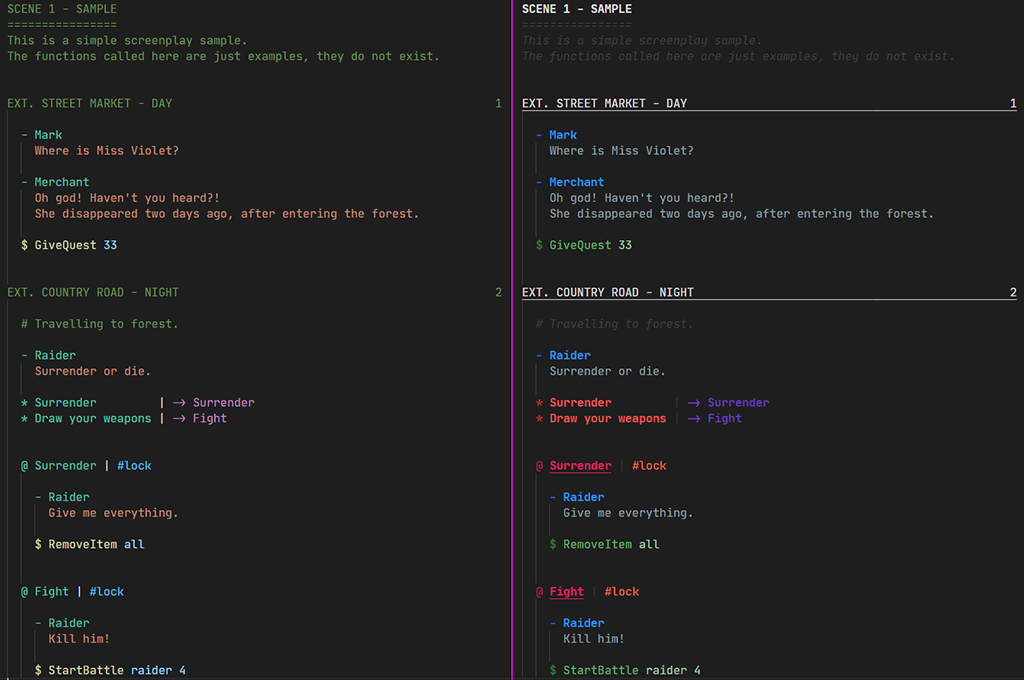 SCENE 1 - SAMPLE
================
This is a simple screenplay sample.
The functions called here are just examples, they do not exist.
EXT. STREET MARKET - DAY 1
- Mark
Where is Miss Violet?
- Merchant
Oh god! Haven't you heard?!
She disappeared two days ago, after entering the forest.
$ GiveQuest 33
EXT. COUNTRY ROAD - NIGHT 2
# Travelling to forest.
- Raider
Surrender or die.
* Surrender | -> Surrender
* Draw your weapons | -> Fight
@ Surrender | #lock
- Raider
Give me everything.
$ RemoveItem all
@ Fight | #lock
- Raider
Kill him!
$ StartBattle raider 4
SCENE 1 - SAMPLE
================
This is a simple screenplay sample.
The functions called here are just examples, they do not exist.
EXT. STREET MARKET - DAY 1
- Mark
Where is Miss Violet?
- Merchant
Oh god! Haven't you heard?!
She disappeared two days ago, after entering the forest.
$ GiveQuest 33
EXT. COUNTRY ROAD - NIGHT 2
# Travelling to forest.
- Raider
Surrender or die.
* Surrender | -> Surrender
* Draw your weapons | -> Fight
@ Surrender | #lock
- Raider
Give me everything.
$ RemoveItem all
@ Fight | #lock
- Raider
Kill him!
$ StartBattle raider 4